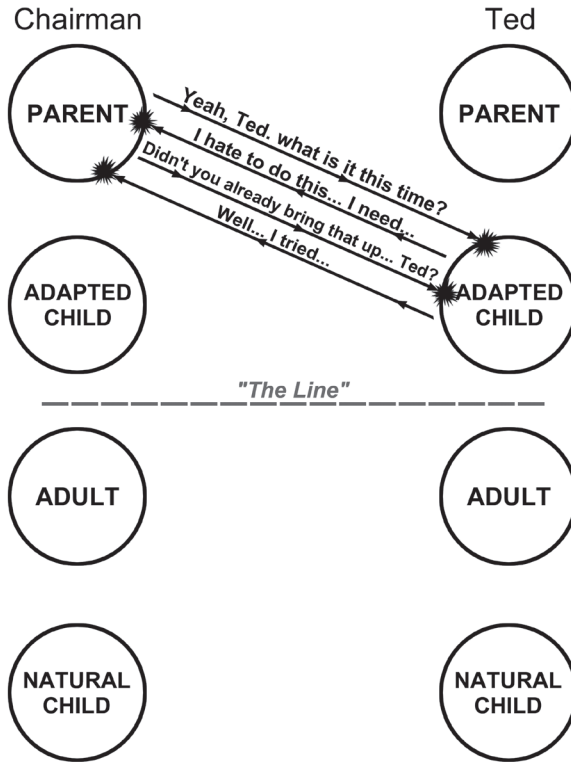 Chairman
Ted
PARENT
PARENT
Yeah, Ted. what is it this time?
I hate to do this... I need...
Didn't you already bring that up... Ted?
Well... I tried...
ADAPTED
CHILD
ADAPTED
CHILD
"The Line"
ADULT
ADULT
NATURAL
CHILD
NATURAL
CHILD